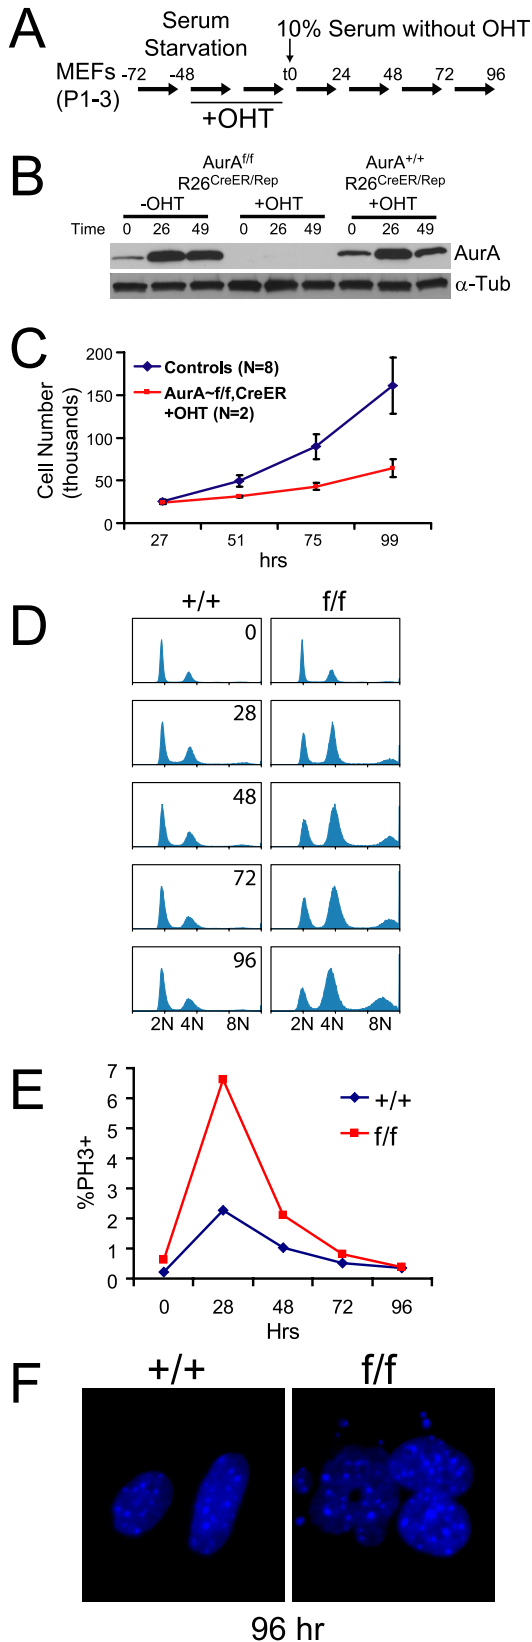 A
Serum
Starvation
10% Serum without OHT
MEFs
(P1-3)
-72 -48 t0 24 48 72 96
+OHT
B
AurA^f/f
R26^CreER/Rep
AurA^+/+
R26^CreER/Rep
-OHT +OHT +OHT
Time 0 26 49 0 26 49 0 26 49
AurA
α-Tub
C
Cell Number
(thousands)
200
150
100
50
0
Controls (N=8)
AurA~f/f,CreER
+OHT (N=2)
27 51 75 99
hrs
D
+/+ f/f
0
28
48
72
96
2N 4N 8N 2N 4N 8N
E
%PH3+
7
6
5
4
3
2
1
0
+/+
f/f
0 28 48 72 96
Hrs
F
+/+ f/f
96 hr